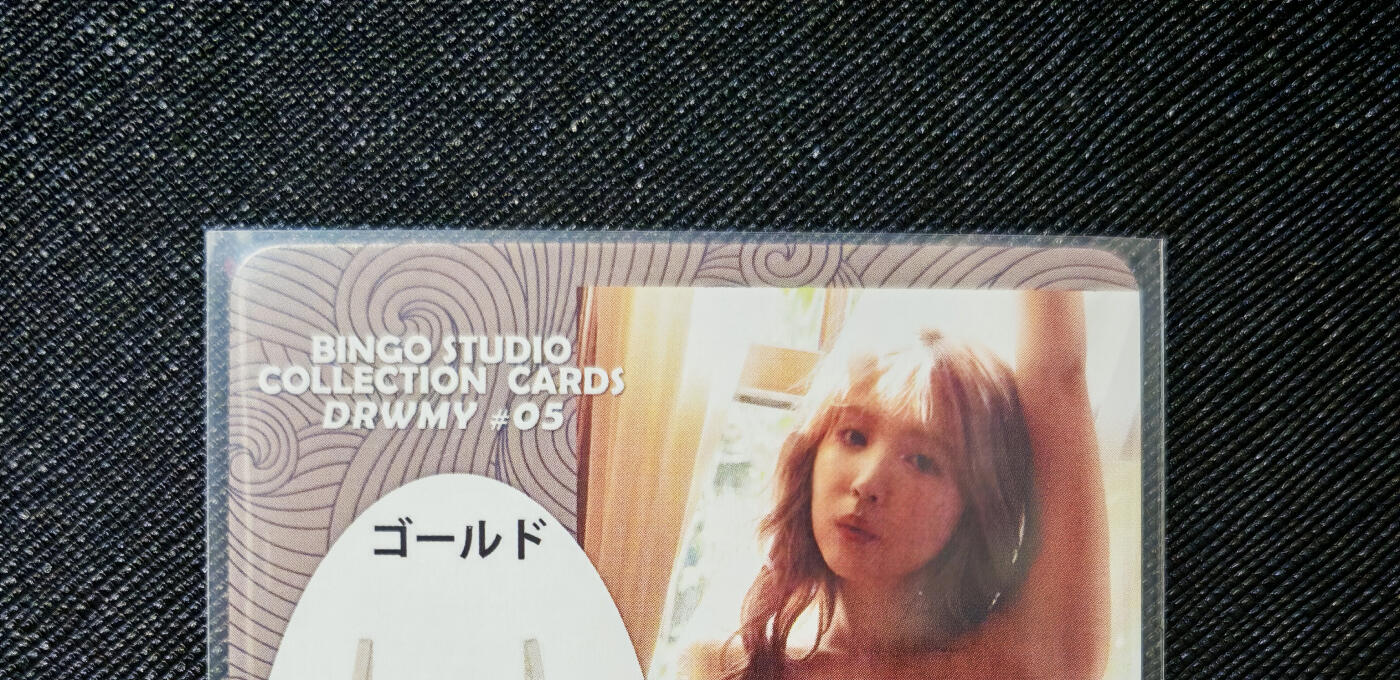 BINGO STUDIO
COLLECTION CARDS
DRWMY #05
ゴールド